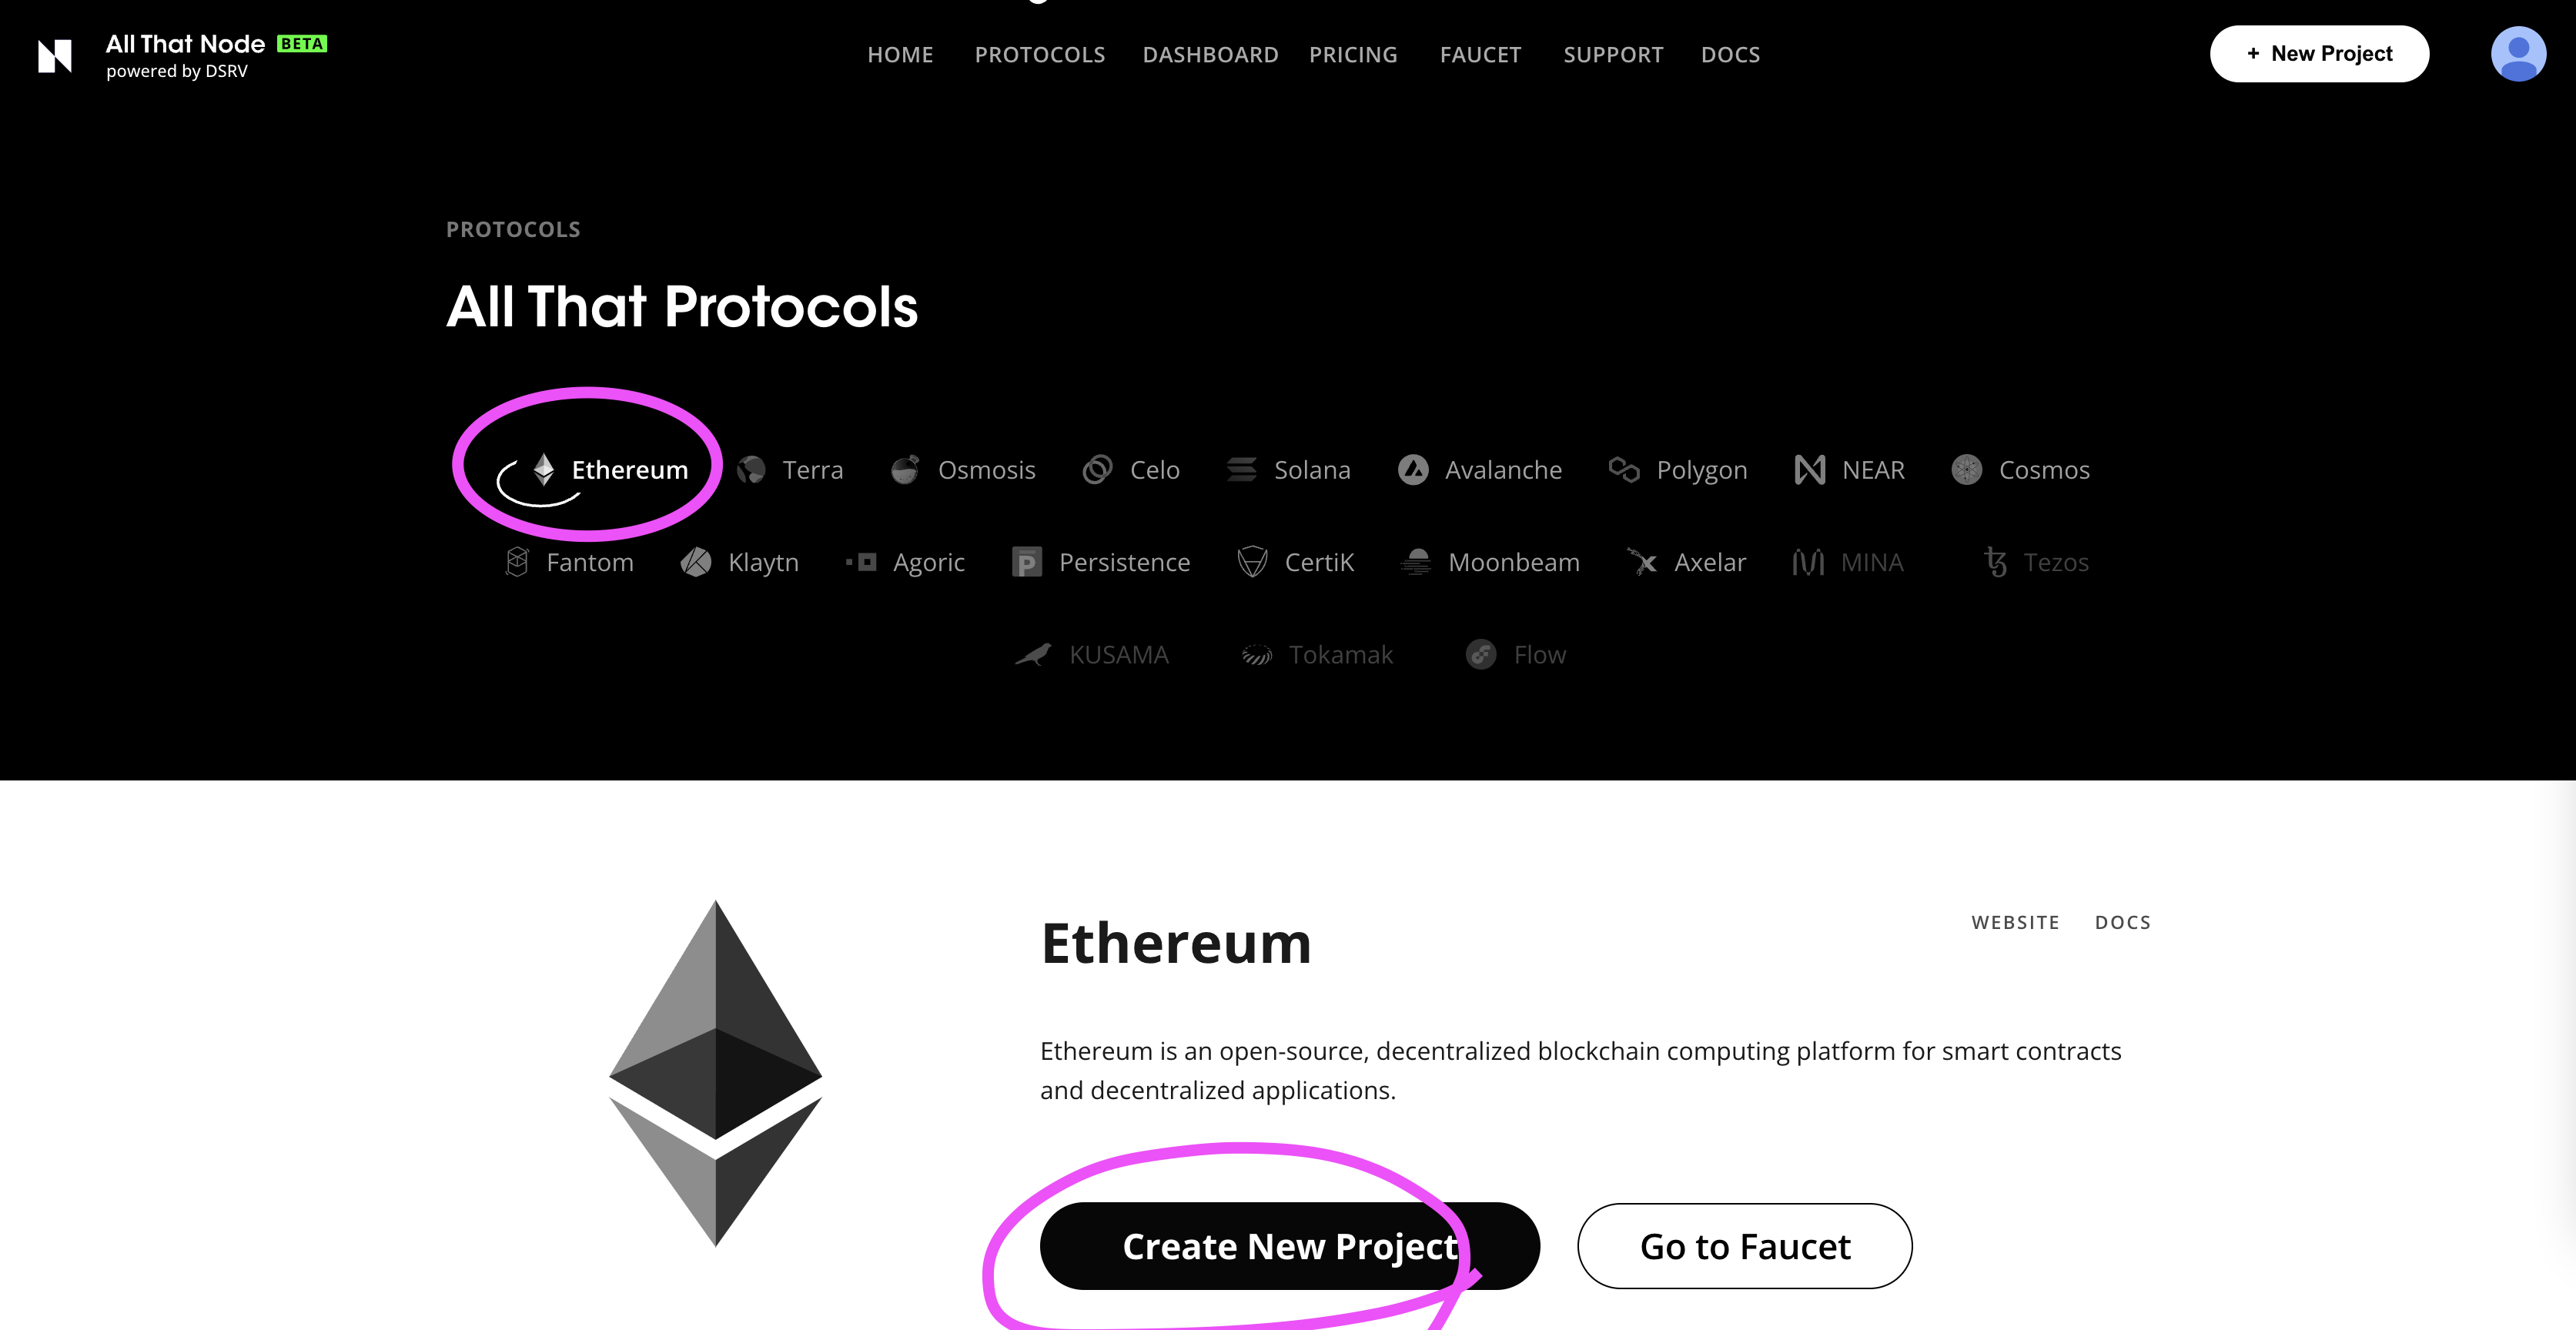 All That Node BETA
powered by DSRV
HOME PROTOCOLS DASHBOARD PRICING FAUCET SUPPORT DOCS
+ New Project
PROTOCOLS
All That Protocols
Ethereum Terra Osmosis Celo Solana Avalanche Polygon NEAR Cosmos
Fantom Klaytn Agoric Persistence CertiK Moonbeam Axelar MINA Tezos
KUSAMA Tokamak Flow
Ethereum
WEBSITE DOCS
Ethereum is an open-source, decentralized blockchain computing platform for smart contracts
and decentralized applications.
Create New Project Go to Faucet